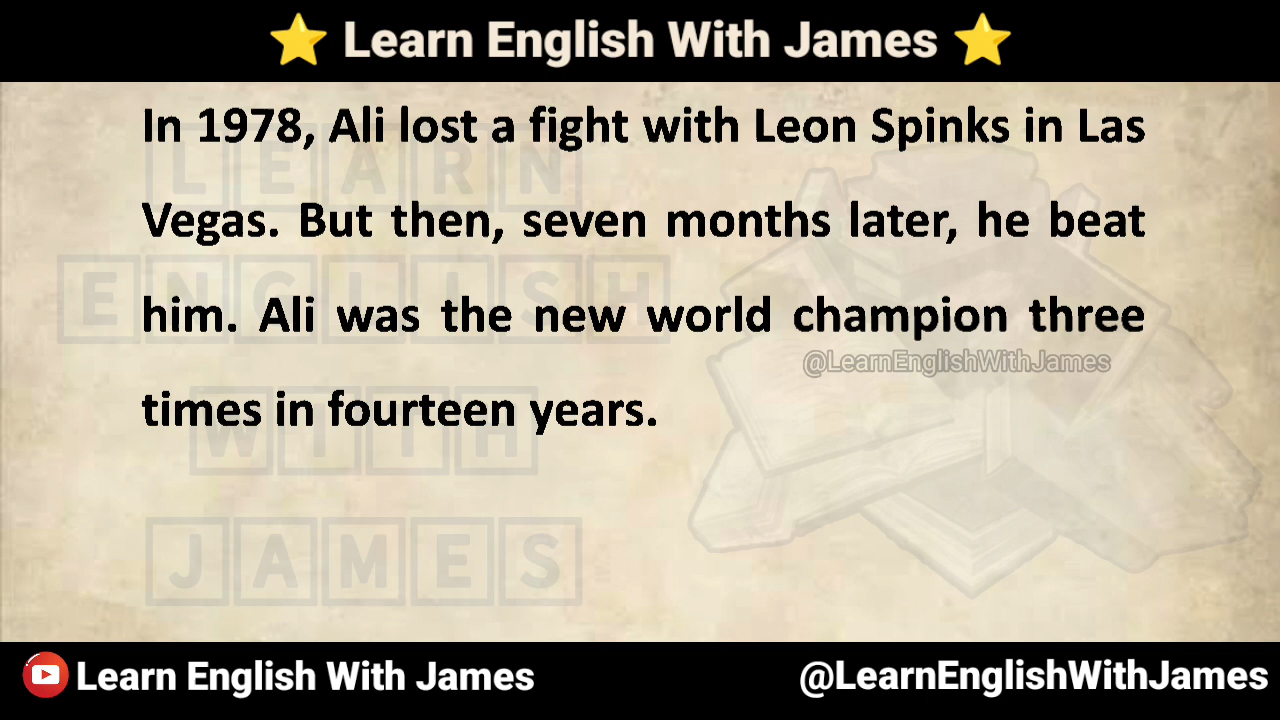 ⭐ Learn English With James ⭐
In 1978, Ali lost a fight with Leon Spinks in Las
Vegas. But then, seven months later, he beat
him. Ali was the new world champion three
@LearnEnglishWithJames
times in fourteen years.
LEARN
ENGLISH
WITH
JAMES
Learn English With James
@LearnEnglishWithJames